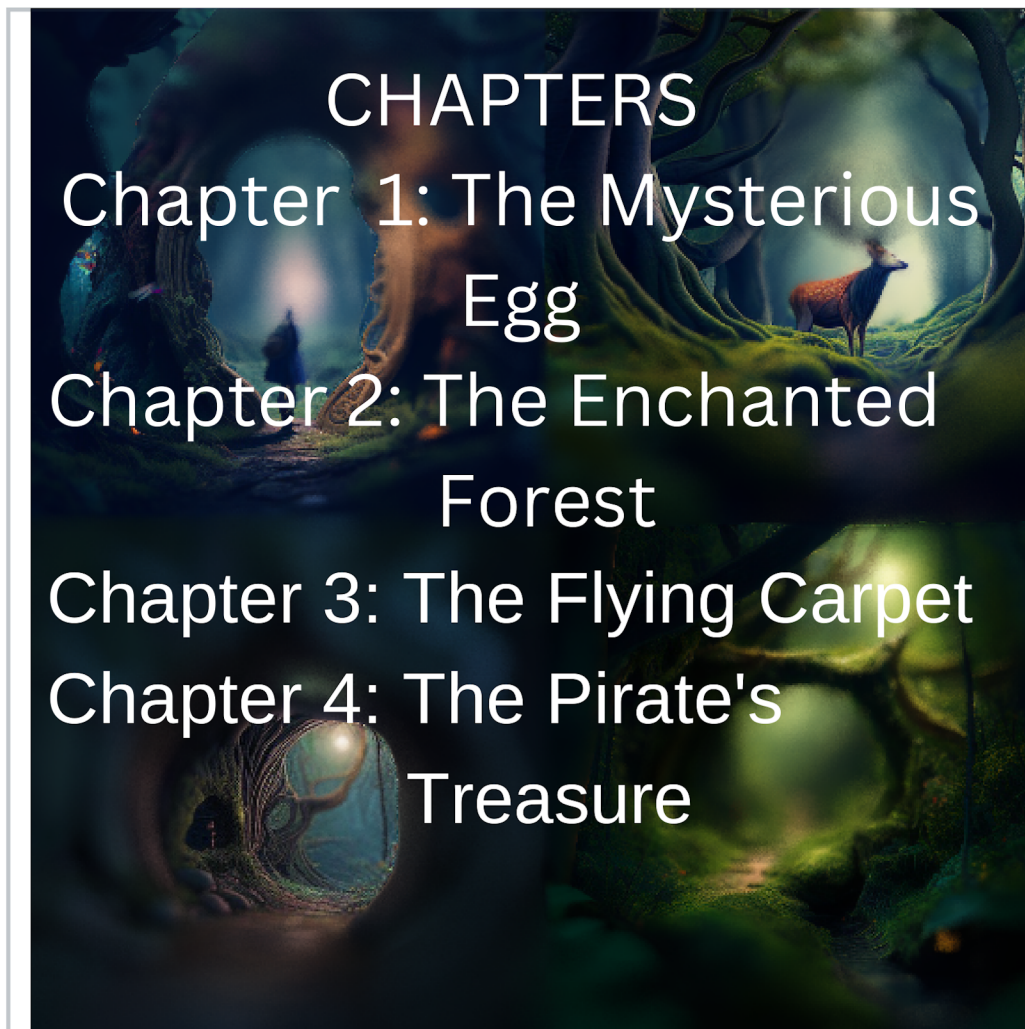 CHAPTERS
Chapter 1: The Mysterious
Egg
Chapter 2: The Enchanted
Forest
Chapter 3: The Flying Carpet
Chapter 4: The Pirate's
Treasure